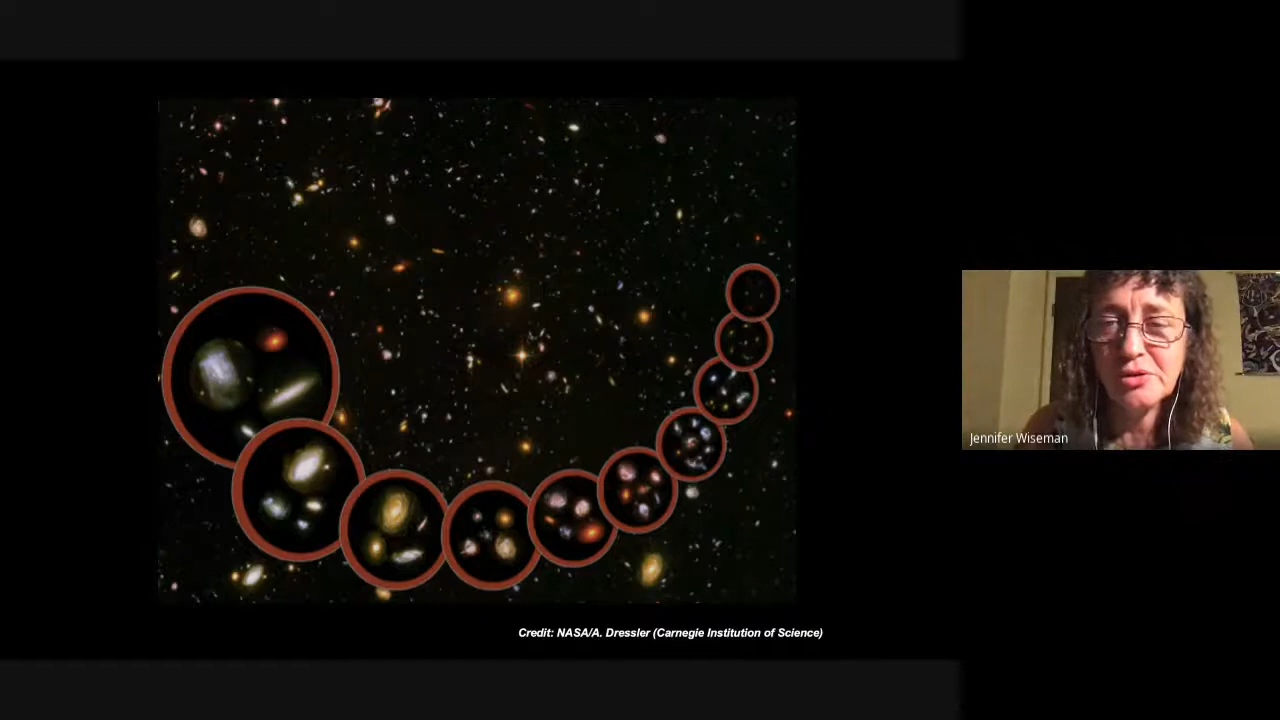 Jennifer Wiseman
Credit: NASA/A. Dressler (Carnegie Institution of Science)